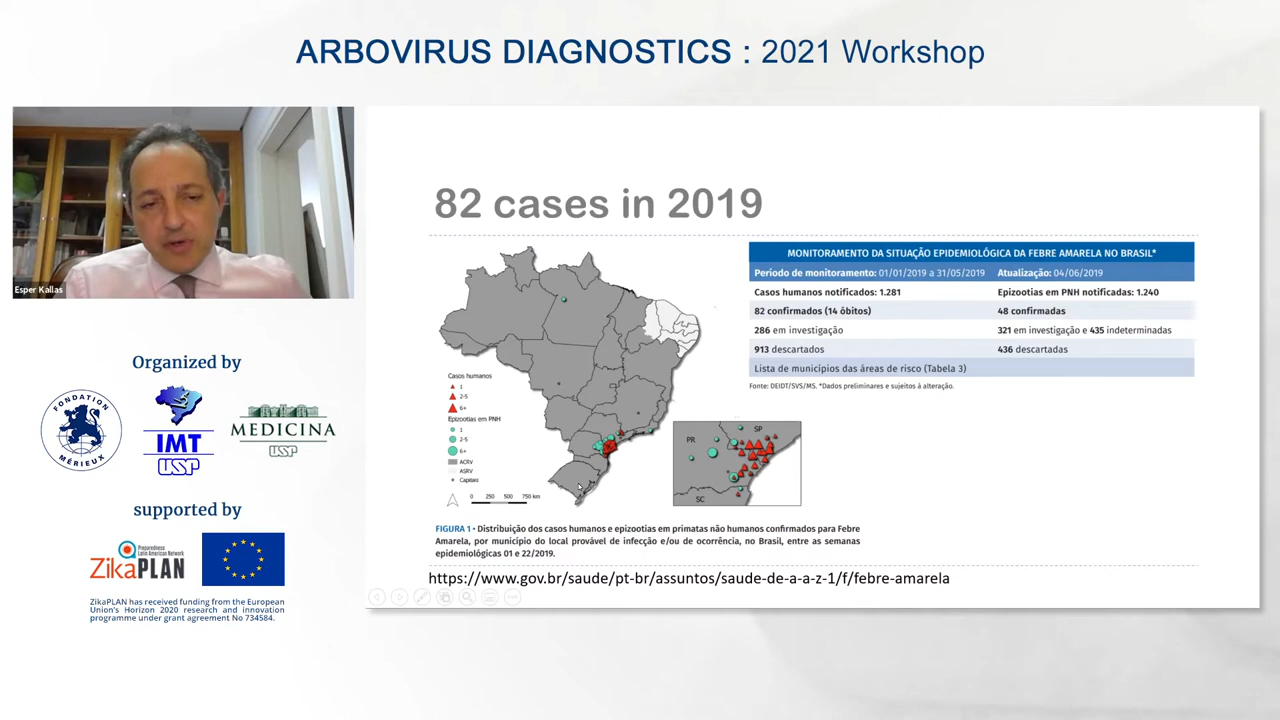 ARBOVIRUS DIAGNOSTICS : 2021 Workshop
Esper Kallas
Organized by
FONDATION
MÉRIEUX
IMT
USP
MEDICINA
USP
supported by
Preparedness
Latin American Network
ZikaPLAN
ZikaPLAN has received funding from the European
Union's Horizon 2020 research and innovation
programme under grant agreement No 734584.
82 cases in 2019
MONITORAMENTO DA SITUAÇÃO EPIDEMIOLÓGICA DA FEBRE AMARELA NO BRASIL*
Período de monitoramento: 01/01/2019 a 31/05/2019 Atualização: 04/06/2019
Casos humanos notificados: 1.281 Epizootias em PNH notificadas: 1.240
82 confirmados (14 óbitos) 48 confirmadas
286 em investigação 321 em investigação e 435 indeterminadas
913 descartados 436 descartadas
Lista de municípios das áreas de risco (Tabela 3)
Fonte: DEIDT/SVS/MS. *Dados preliminares e sujeitos à alteração.
Casos humanos
1
2-5
6+
Epizootias em PNH
1
2-5
6+
ACRV
ASRV
Capitais
0 250 500 750 km
PR
SP
SC
FIGURA 1 • Distribuição dos casos humanos e epizootias em primatas não humanos confirmados para Febre
Amarela, por município do local provável de infecção e/ou de ocorrência, no Brasil, entre as semanas
epidemiológicas 01 e 22/2019.
https://www.gov.br/saude/pt-br/assuntos/saude-de-a-a-z-1/f/febre-amarela